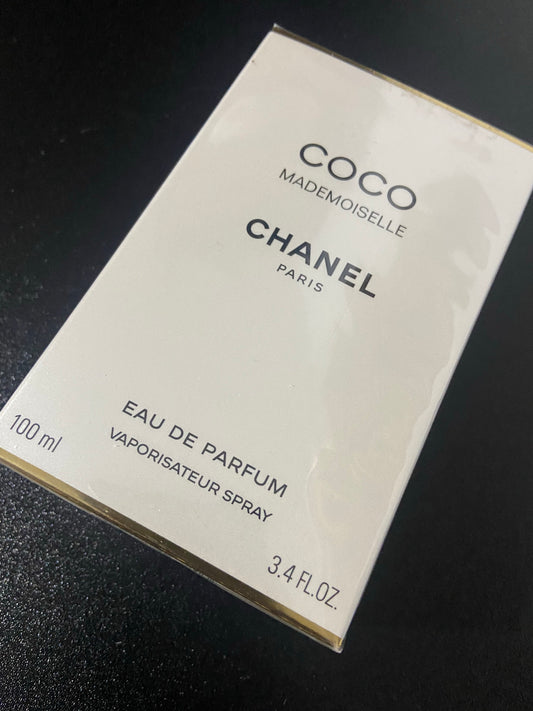 COCO
MADEMOISELLE
CHANEL
PARIS
EAU DE PARFUM
VAPORISATEUR SPRAY
100 ml
3.4 FL.OZ.